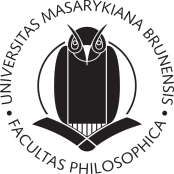 UNIVERSITAS MASARYKIANA BRUNENSIS
• FACULTAS PHILOSOPHICA •